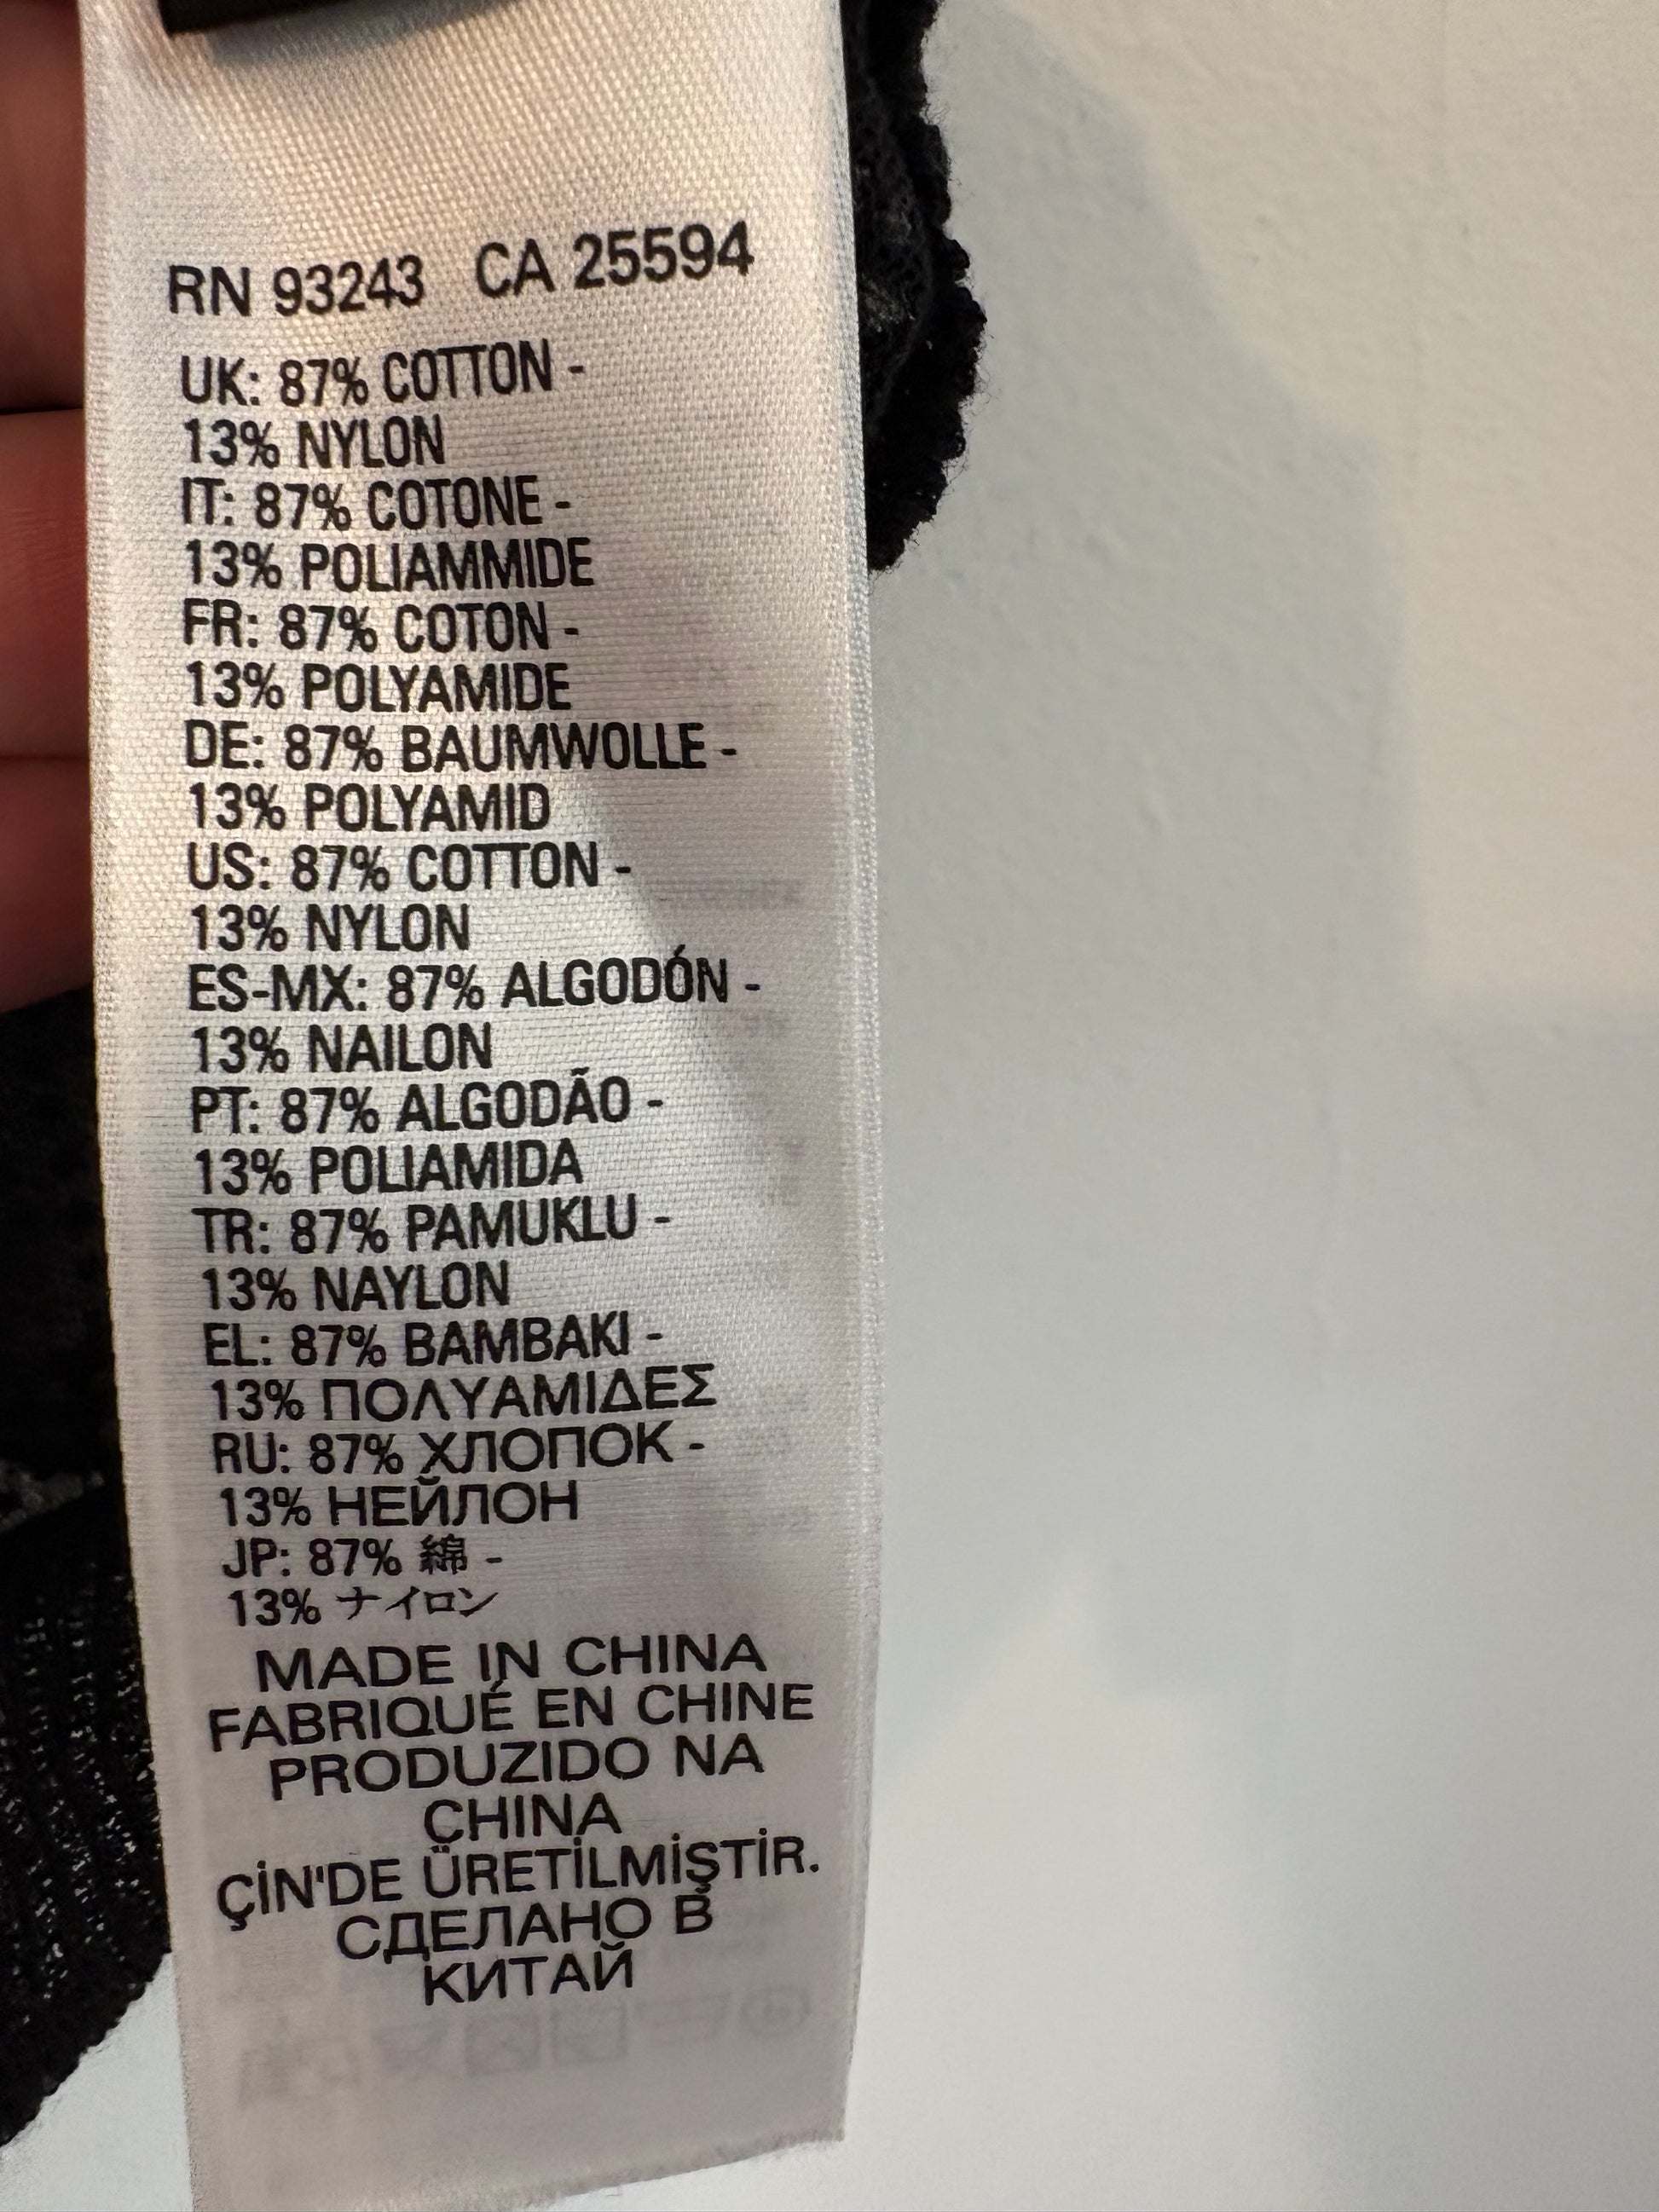 RN 93243 CA 25594
UK: 87% COTTON -
13% NYLON
IT: 87% COTONE -
13% POLIAMMIDE
FR: 87% COTON -
13% POLYAMIDE
DE: 87% BAUMWOLLE -
13% POLYAMID
US: 87% COTTON -
13% NYLON
ES-MX: 87% ALGODÓN -
13% NAILON
PT: 87% ALGODÃO -
13% POLIAMIDA
TR: 87% PAMUKLU -
13% NAYLON
EL: 87% BAMBAKI -
13% ΠΟΛΥΑΜΙΔΕΣ
RU: 87% ХЛОПОК -
13% НЕЙЛОН
JP: 87% 綿 -
13% ナイロン
MADE IN CHINA
FABRIQUÉ EN CHINE
PRODUZIDO NA
CHINA
ÇİN'DE ÜRETİLMİŞTİR.
СДЕЛАНО В
КИТАЙ